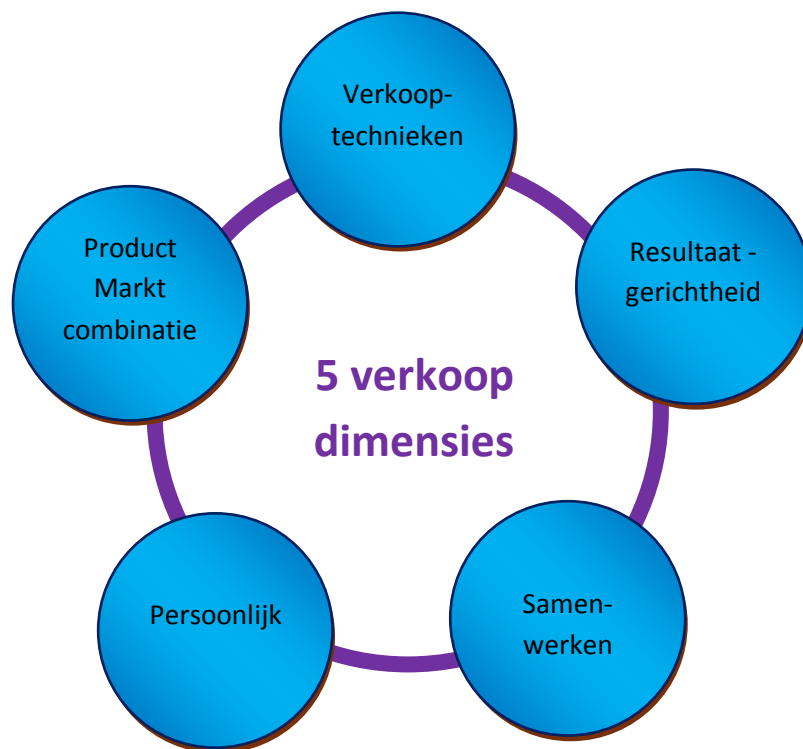 Verkoop-
technieken
Resultaat -
gerichtheid
Samen-
werken
Persoonlijk
Product
Markt
combinatie
5 verkoop
dimensies